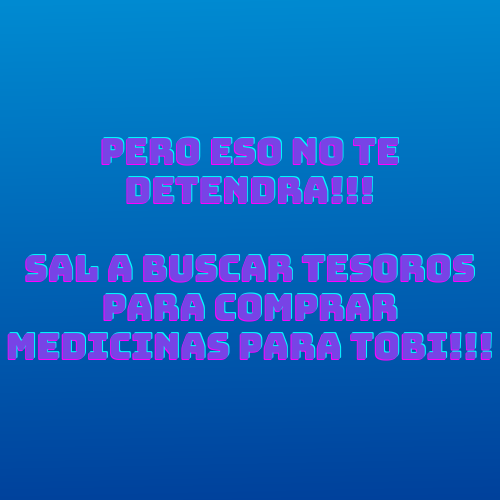 PERO ESO NO TE
DETENDRA!!!
SAL A BUSCAR TESOROS
PARA COMPRAR
MEDICINAS PARA TOBI!!!